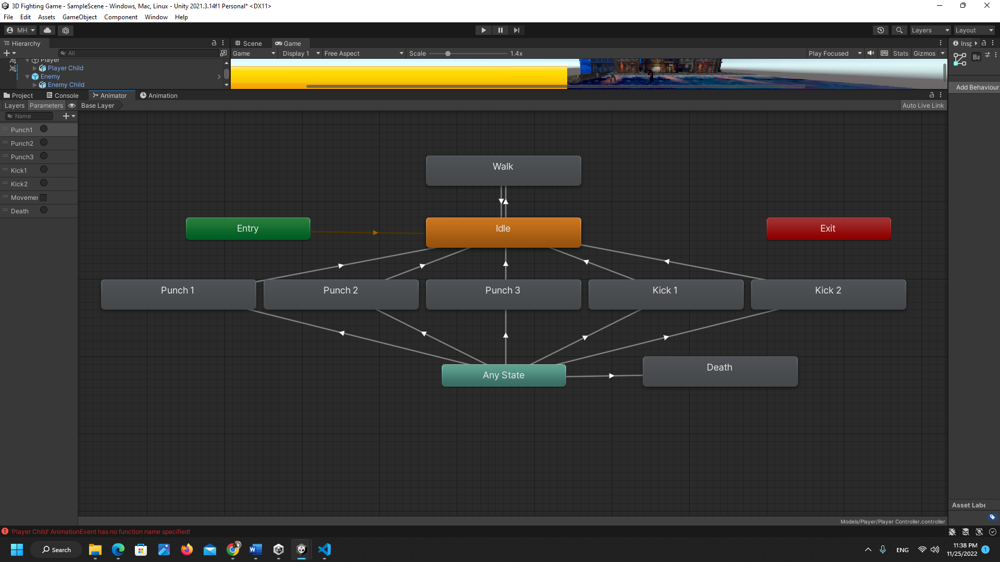 3D Fighting Game - SampleScene - Windows, Mac, Linux - Unity 2021.3.14f1 Personal* <DX11>
File Edit Assets GameObject Component Window Help
MH Layers Layout
Hierarchy Scene Game Insp
All Game Display 1 Free Aspect Scale 1.4x Play Focused Stats Gizmos Ba
Player
Player Child
Enemy
Enemy Child
Add Behaviour
Project Console Animator Animation
Layers Parameters Base Layer Auto Live Link
Name
Punch1
Punch2
Punch3
Kick1
Kick2
Movemer
Death
Walk
Entry Idle Exit
Punch 1 Punch 2 Punch 3 Kick 1 Kick 2
Death
Any State
Asset Labe
Models/Player/Player Controller.controller
'Player Child' AnimationEvent has no function name specified!
Search ENG 11:38 PM
11/25/2022 1